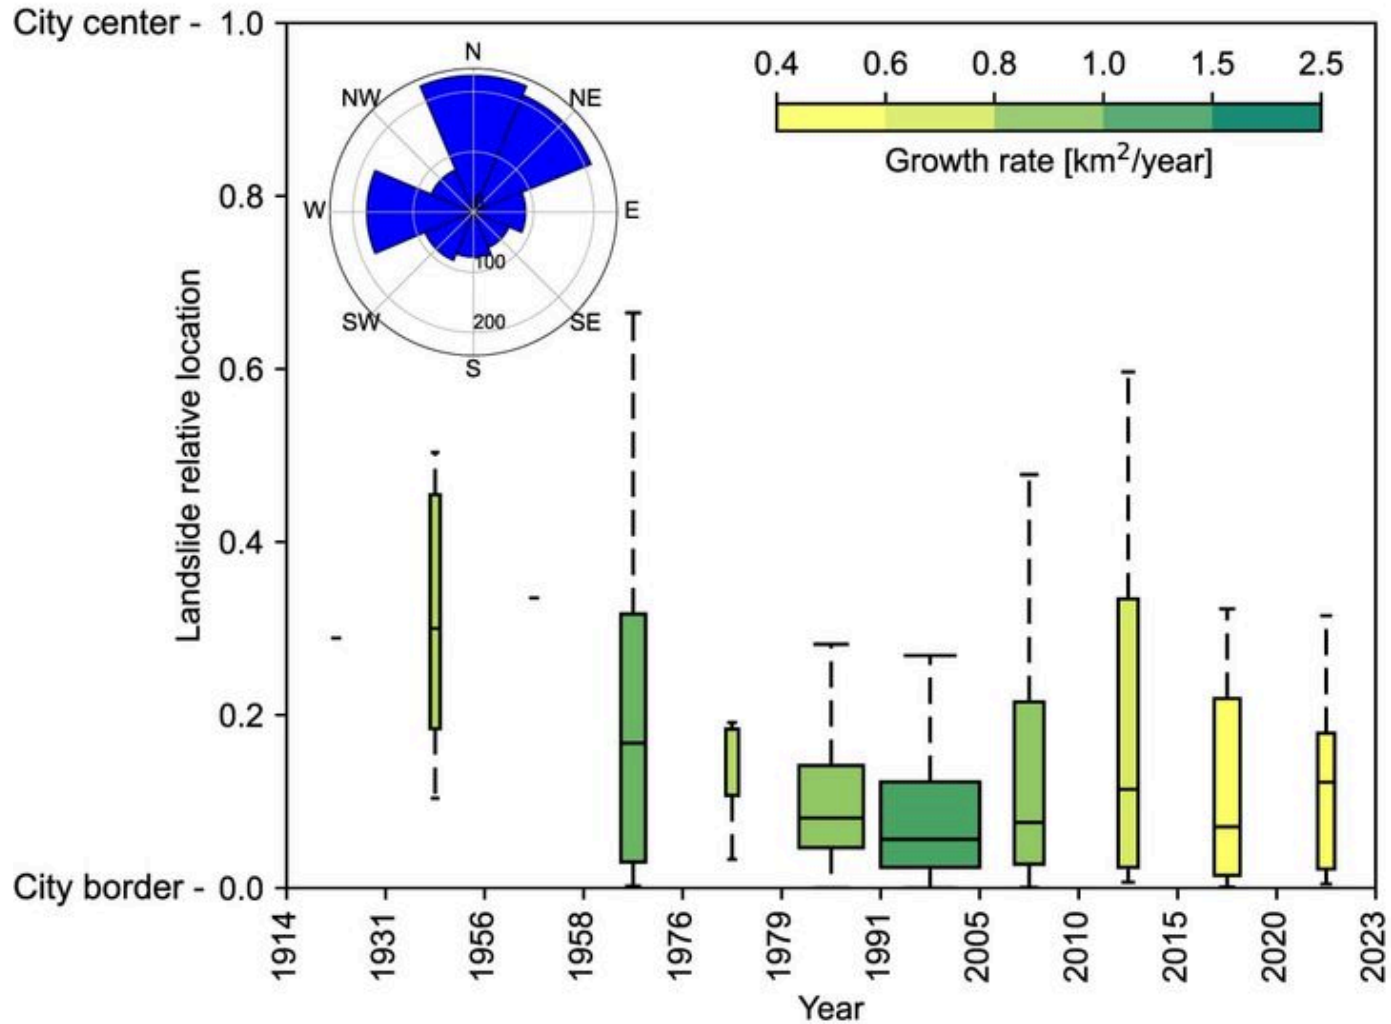 City center - 1.0
N
NW NE
W E
SW SE
S
100
200
0.4 0.6 0.8 1.0 1.5 2.5
Growth rate [km²/year]
0.8
0.6
0.4
0.2
City border - 0.0
Landslide relative location
1914 1931 1956 1958 1976 1979 1991 2005 2010 2015 2020 2023
Year